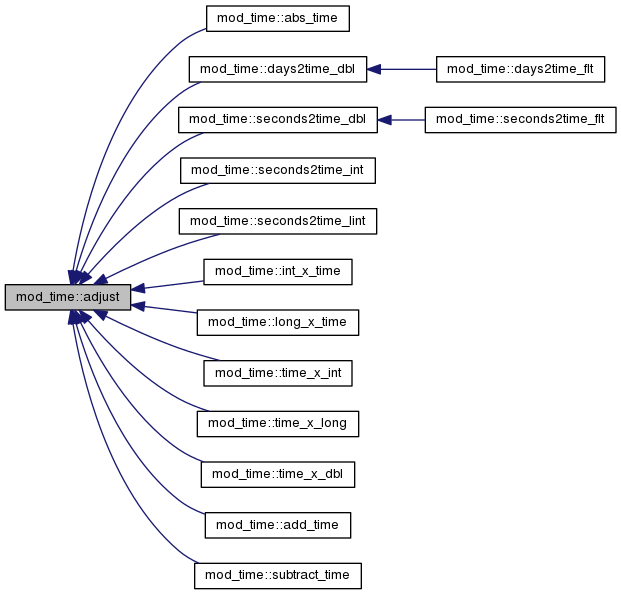 mod_time::abs_time
mod_time::days2time_dbl
mod_time::days2time_flt
mod_time::seconds2time_dbl
mod_time::seconds2time_flt
mod_time::seconds2time_int
mod_time::seconds2time_lint
mod_time::int_x_time
mod_time::adjust
mod_time::long_x_time
mod_time::time_x_int
mod_time::time_x_long
mod_time::time_x_dbl
mod_time::add_time
mod_time::subtract_time